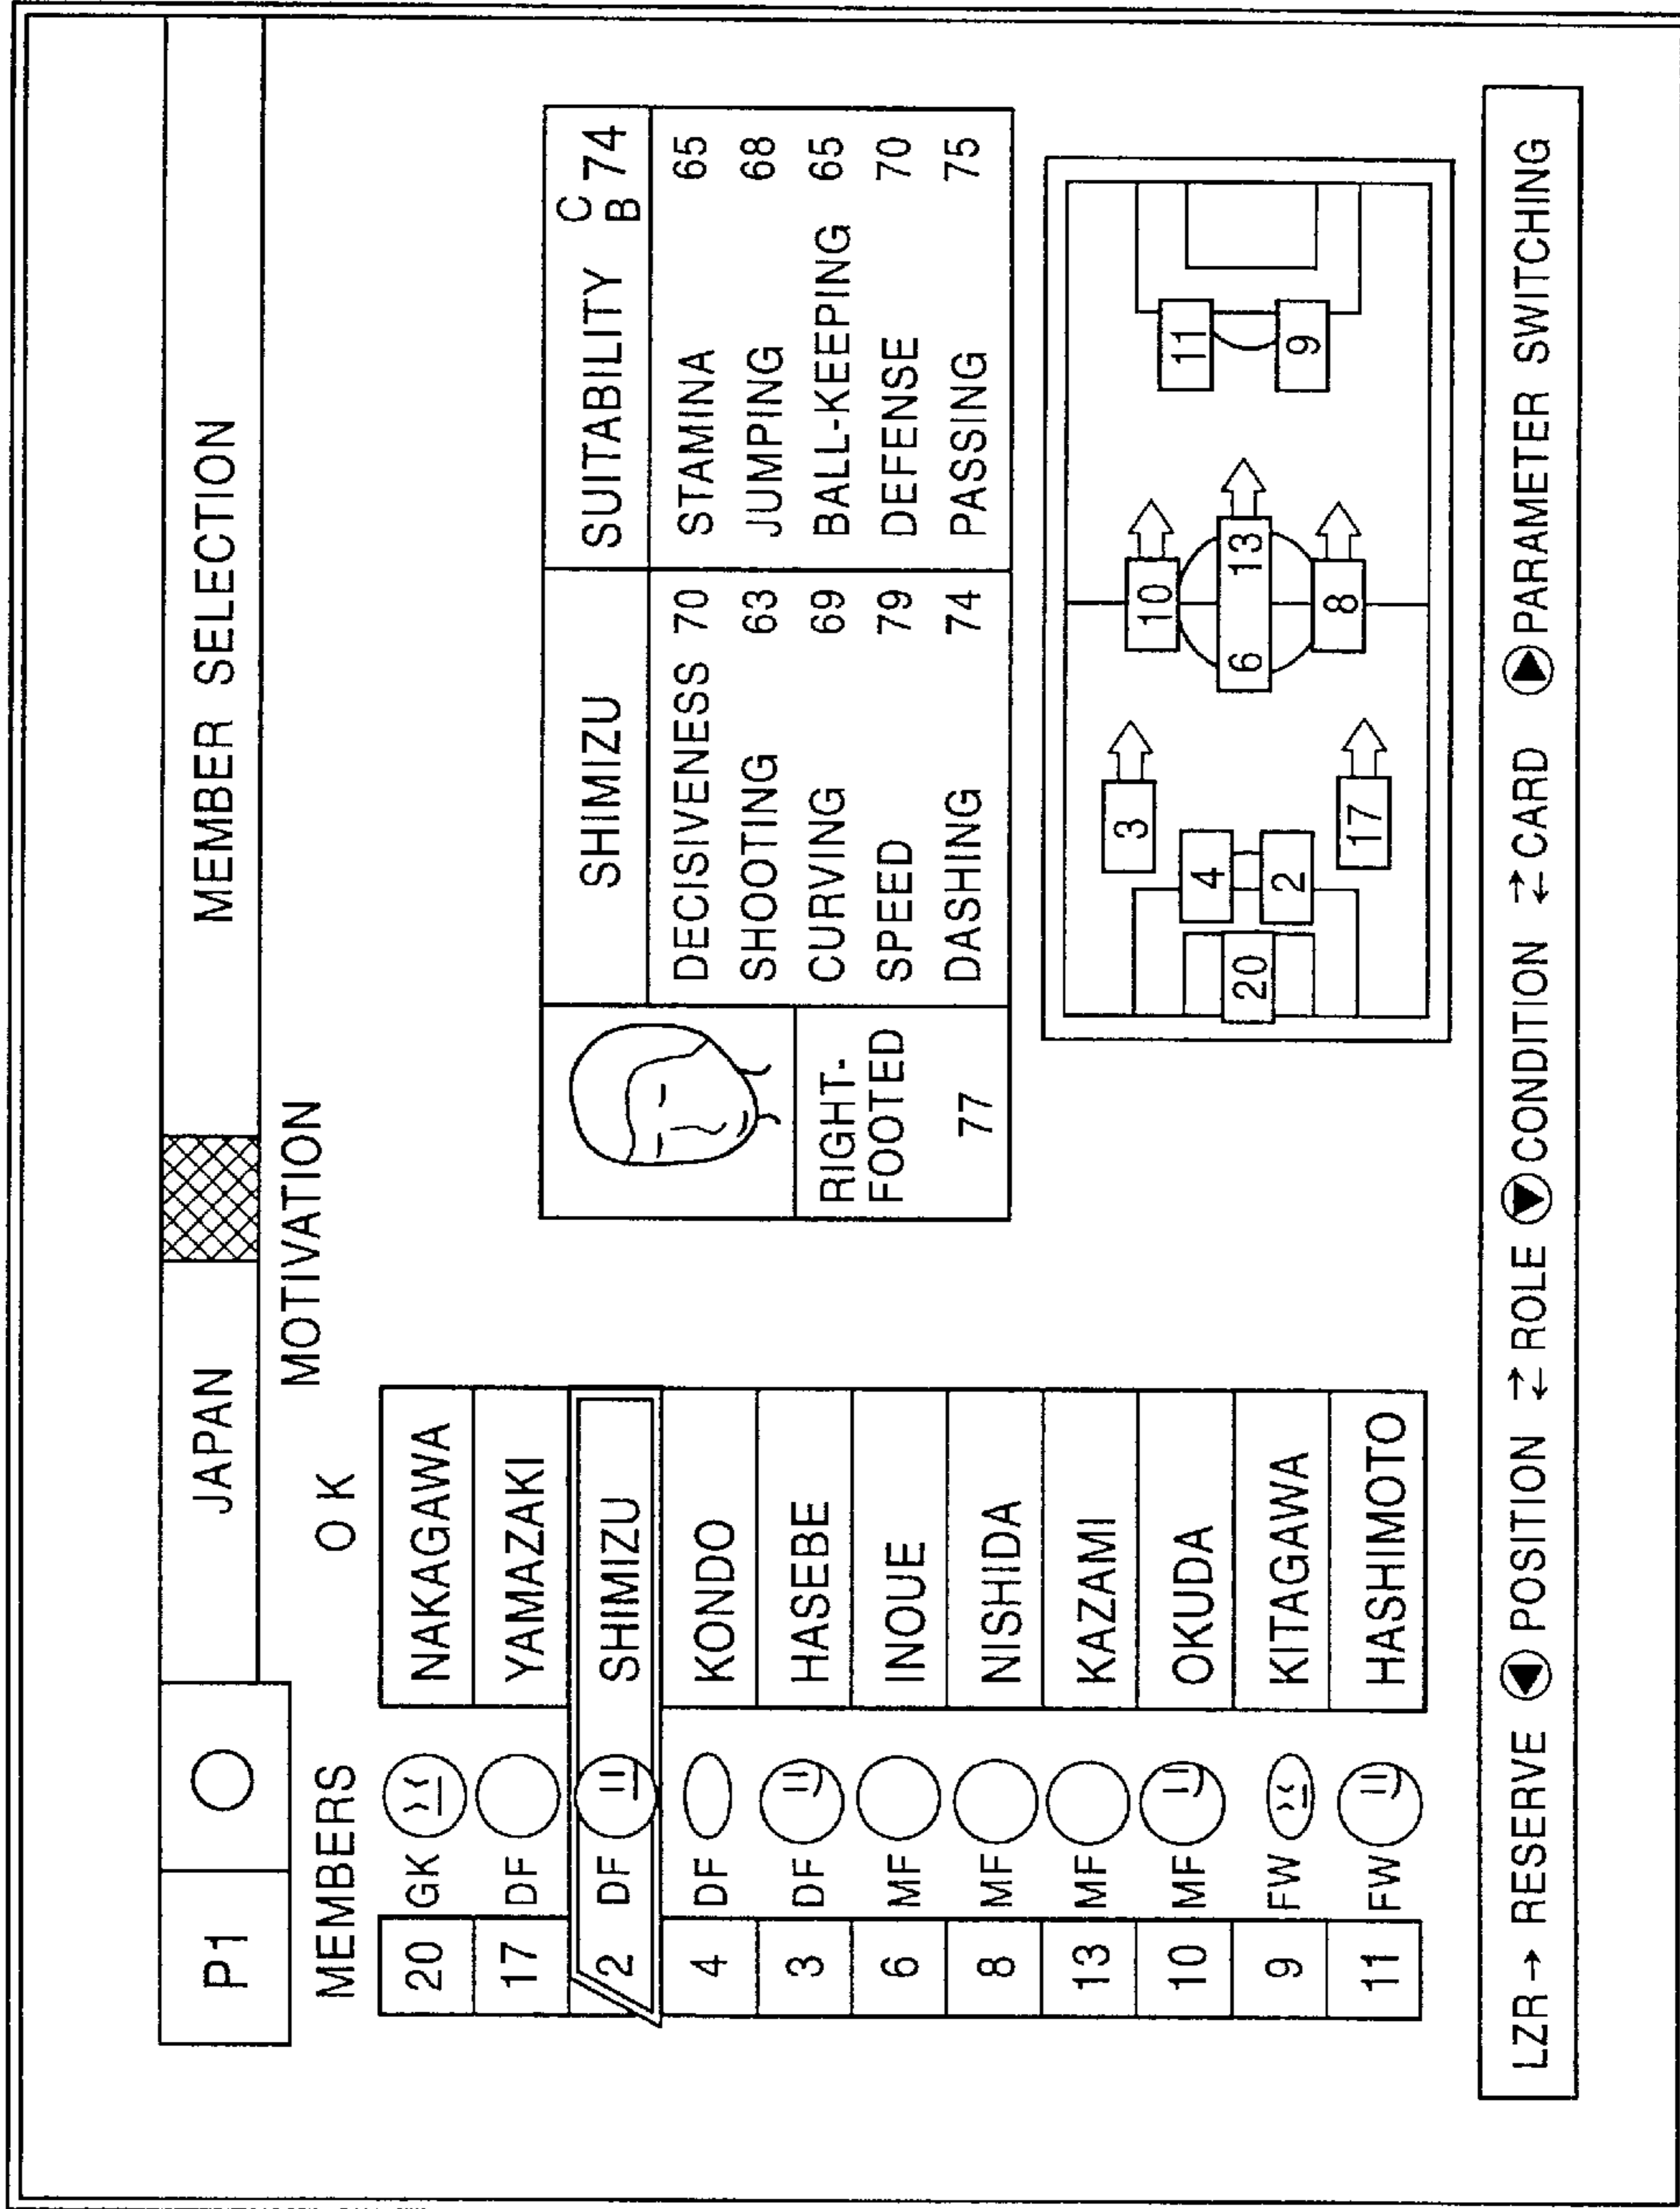 P1 JAPAN MEMBER SELECTION
MEMBERS MOTIVATION
O K
20 GK NAKAGAWA
17 DF YAMAZAKI
2 DF SHIMIZU
4 DF KONDO
3 DF HASEBE
6 MF INOUE
8 MF NISHIDA
13 MF KAZAMI
10 MF OKUDA
9 FW KITAGAWA
11 FW HASHIMOTO
SHIMIZU SUITABILITY C B 74
DECISIVENESS 70 STAMINA 65
SHOOTING 63 JUMPING 68
CURVING 69 BALL-KEEPING 65
SPEED 79 DEFENSE 70
DASHING 74 PASSING 75
RIGHT-
FOOTED
77
3 10 11
20 4 6 13
2 9
17 8
LZR → RESERVE ◀ POSITION ⇄ ROLE ▼ CONDITION ⇄ CARD ▶ PARAMETER SWITCHING